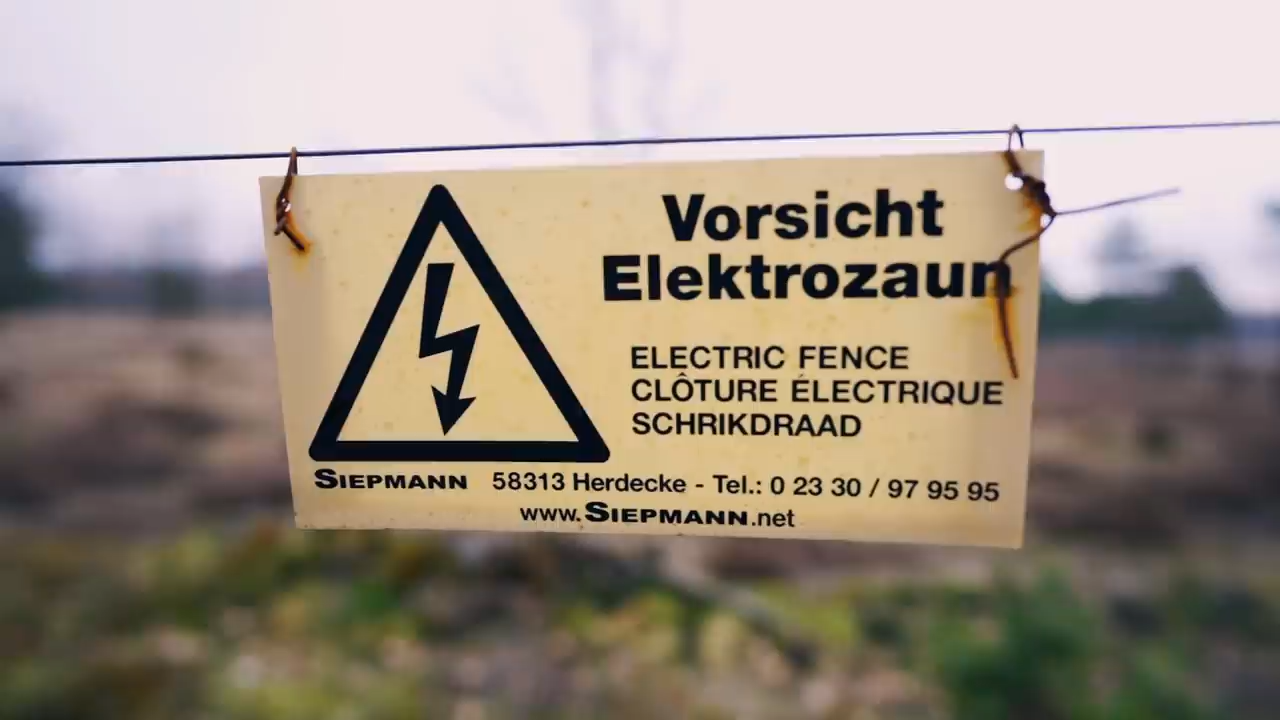 Vorsicht
Elektrozaun
ELECTRIC FENCE
CLÔTURE ÉLECTRIQUE
SCHRIKDRAAD
SIEPMANN 58313 Herdecke - Tel.: 0 23 30 / 97 95 95
www.SIEPMANN.net